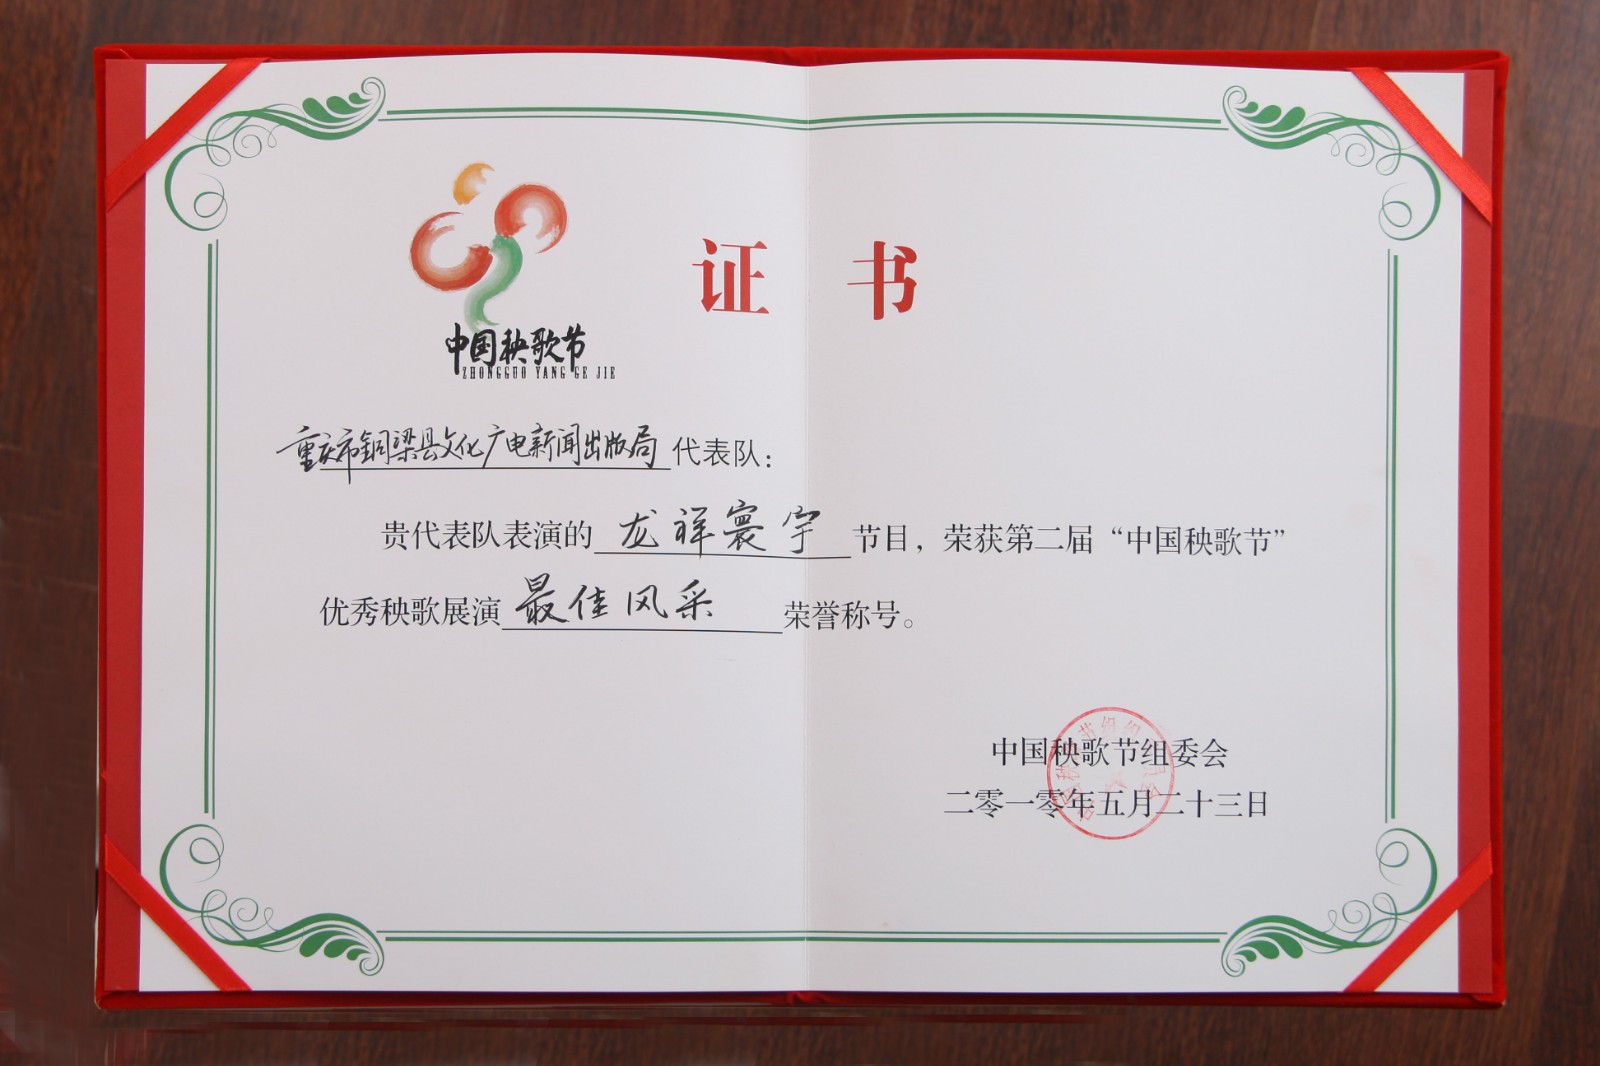 证 书
中国秧歌节
ZHONGGUO YANG GE JIE
重庆市铜梁县文化广电新闻出版局代表队：
贵代表队表演的 龙祥寰宇 节目，荣获第二届“中国秧歌节”
优秀秧歌展演 最佳风采 荣誉称号。
中国秧歌节组委会
二零一零年五月二十三日